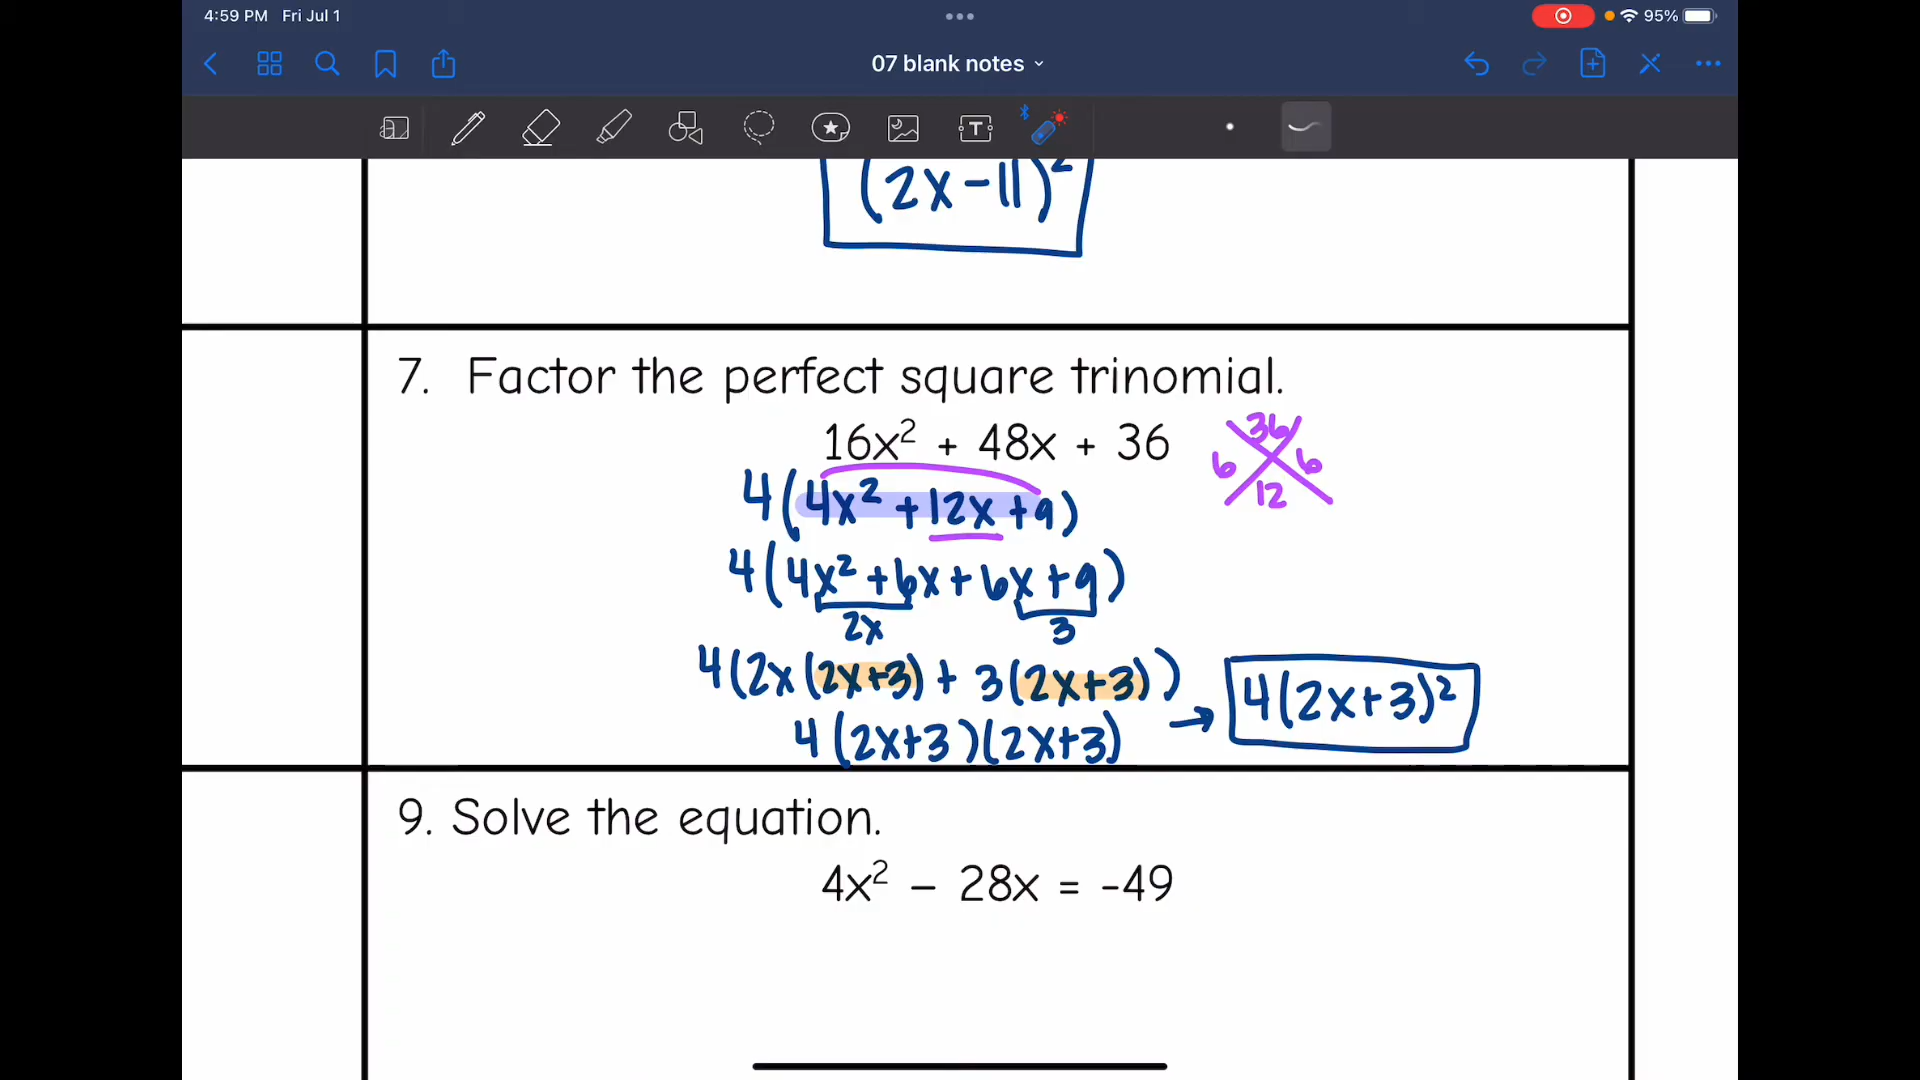 4:59 PM Fri Jul 1
95%
07 blank notes
T
(2x-11)²
7. Factor the perfect square trinomial.
16x² + 48x + 36
36
6 6
12
4(4x²+12x+9)
4(4x²+6x+6x+9)
2x 3
4(2x(2x+3)+3(2x+3))
4(2x+3)(2x+3) → 4(2x+3)²
9. Solve the equation.
4x² – 28x = -49